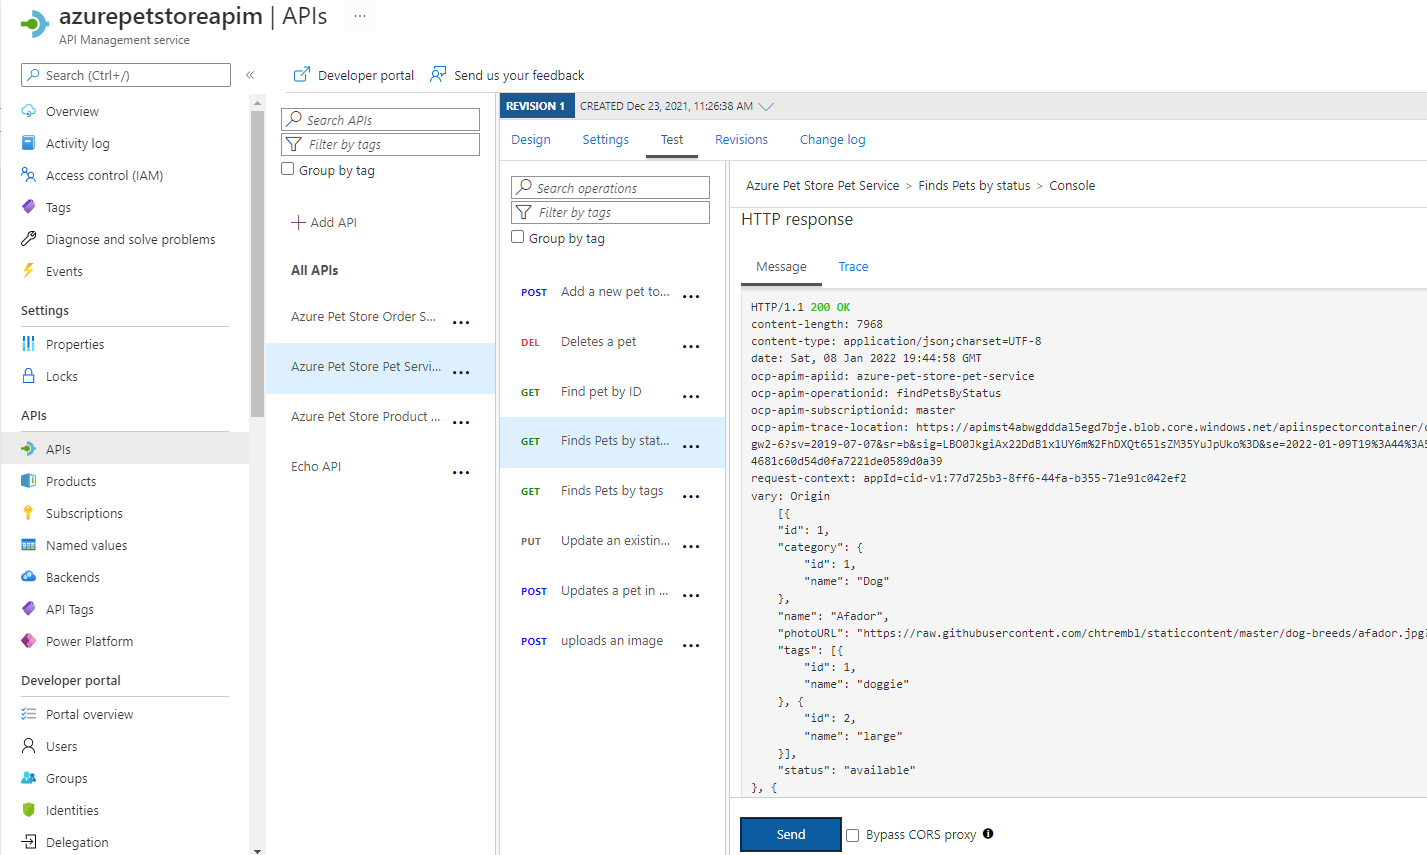 azurepetstoreapim | APIs ...
API Management service
Search (Ctrl+/)
«
Overview
Activity log
Access control (IAM)
Tags
Diagnose and solve problems
Events
Settings
Properties
Locks
APIs
APIs
Products
Subscriptions
Named values
Backends
API Tags
Power Platform
Developer portal
Portal overview
Users
Groups
Identities
Delegation
Developer portal
Send us your feedback
Search APIs
Filter by tags
Group by tag
Add API
All APIs
Azure Pet Store Order S... ...
Azure Pet Store Pet Servi... ...
Azure Pet Store Product ... ...
Echo API ...
REVISION 1 CREATED Dec 23, 2021, 11:26:38 AM
Design Settings Test Revisions Change log
Search operations
Filter by tags
Group by tag
POST Add a new pet to... ...
DEL Deletes a pet ...
GET Find pet by ID ...
GET Finds Pets by stat... ...
GET Finds Pets by tags ...
PUT Update an existin... ...
POST Updates a pet in ... ...
POST uploads an image ...
Azure Pet Store Pet Service > Finds Pets by status > Console
HTTP response
Message Trace
HTTP/1.1 200 OK
content-length: 7968
content-type: application/json;charset=UTF-8
date: Sat, 08 Jan 2022 19:44:58 GMT
ocp-apim-apiid: azure-pet-store-pet-service
ocp-apim-operationid: findPetsByStatus
ocp-apim-subscriptionid: master
ocp-apim-trace-location: https://apimst4abwgdddal5egd7bje.blob.core.windows.net/apiinspectorcontainer/
gw2-6?sv=2019-07-07&sr=b&sig=LBO0JkgiAx22DdB1x1UY6m%2FhDXQt65lsZM35YuJpUko%3D&se=2022-01-09T19%3A44%3A
4681c60d54d0fa7221de0589d0a39
request-context: appId=cid-v1:77d725b3-8ff6-44fa-b355-71e91c042ef2
vary: Origin
[{
"id": 1,
"category": {
"id": 1,
"name": "Dog"
},
"name": "Afador",
"photoURL": "https://raw.githubusercontent.com/chtrembl/staticcontent/master/dog-breeds/afador.jpg?
"tags": [{
"id": 1,
"name": "doggie"
}, {
"id": 2,
"name": "large"
}],
"status": "available"
}, {
Send Bypass CORS proxy